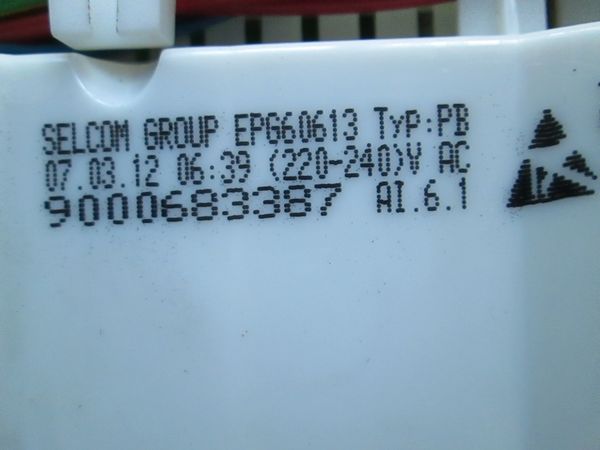 SELCOM GROUP EPG60613 Typ:PB
07.03.12 06:39 (220-240)V AC
9000683387 AI.6.1